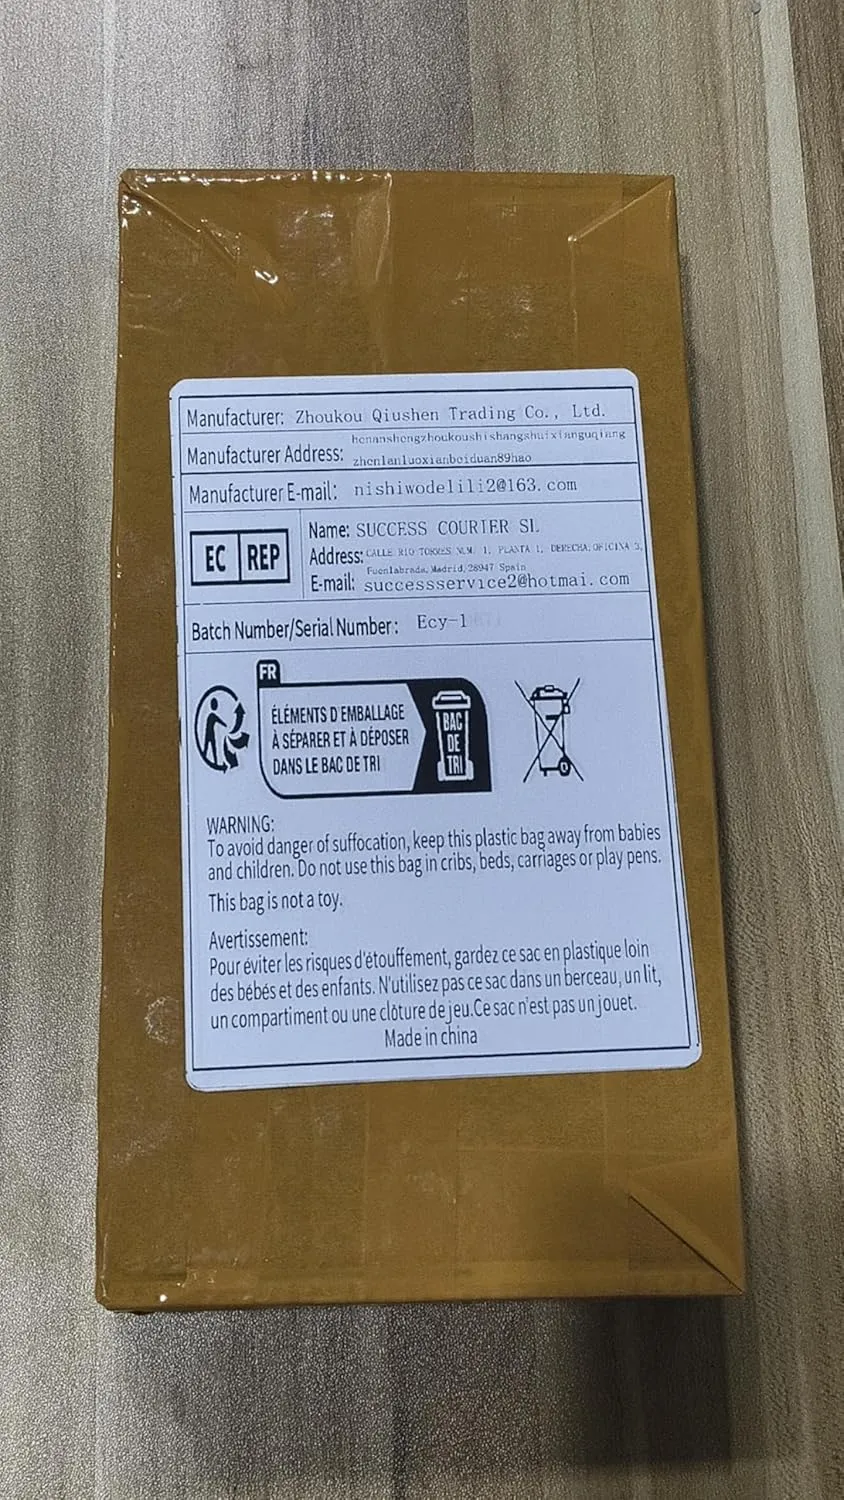 Manufacturer: Zhoukou Qiushen Trading Co., Ltd.
Manufacturer Address: henanshengzhoukoushishangshuixianguqiang
zhenlanluoxianbeiduan89hao
Manufacturer E-mail: nishiwodelili2@163.com
EC REP
Name: SUCCESS COURIER SL
Address: CALLE RIO TORMES NUM. 1, PLANTA 1, DERECHA, OFICINA 3,
Fuenlabrada, Madrid, 28947 Spain
E-mail: successservice2@hotmai.com
Batch Number/Serial Number: Ecy-1
FR
ÉLÉMENTS D'EMBALLAGE
À SÉPARER ET À DÉPOSER
DANS LE BAC DE TRI
BAC
DE
TRI
WARNING:
To avoid danger of suffocation, keep this plastic bag away from babies
and children. Do not use this bag in cribs, beds, carriages or play pens.
This bag is not a toy.
Avertissement:
Pour éviter les risques d'étouffement, gardez ce sac en plastique loin
des bébés et des enfants. N'utilisez pas ce sac dans un berceau, un lit,
un compartiment ou une clôture de jeu.Ce sac n'est pas un jouet.
Made in china